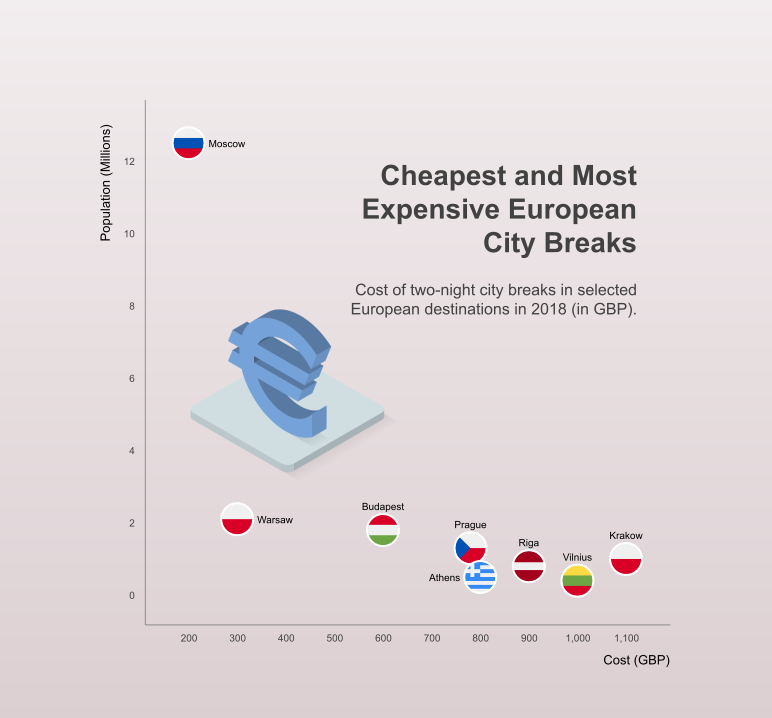 Cheapest and Most
Expensive European
City Breaks
Cost of two-night city breaks in selected
European destinations in 2018 (in GBP).
Population (Millions)
12
10
8
6
4
2
0
Moscow
Warsaw
Budapest
Prague
Athens
Riga
Vilnius
Krakow
200 300 400 500 600 700 800 900 1,000 1,100
Cost (GBP)